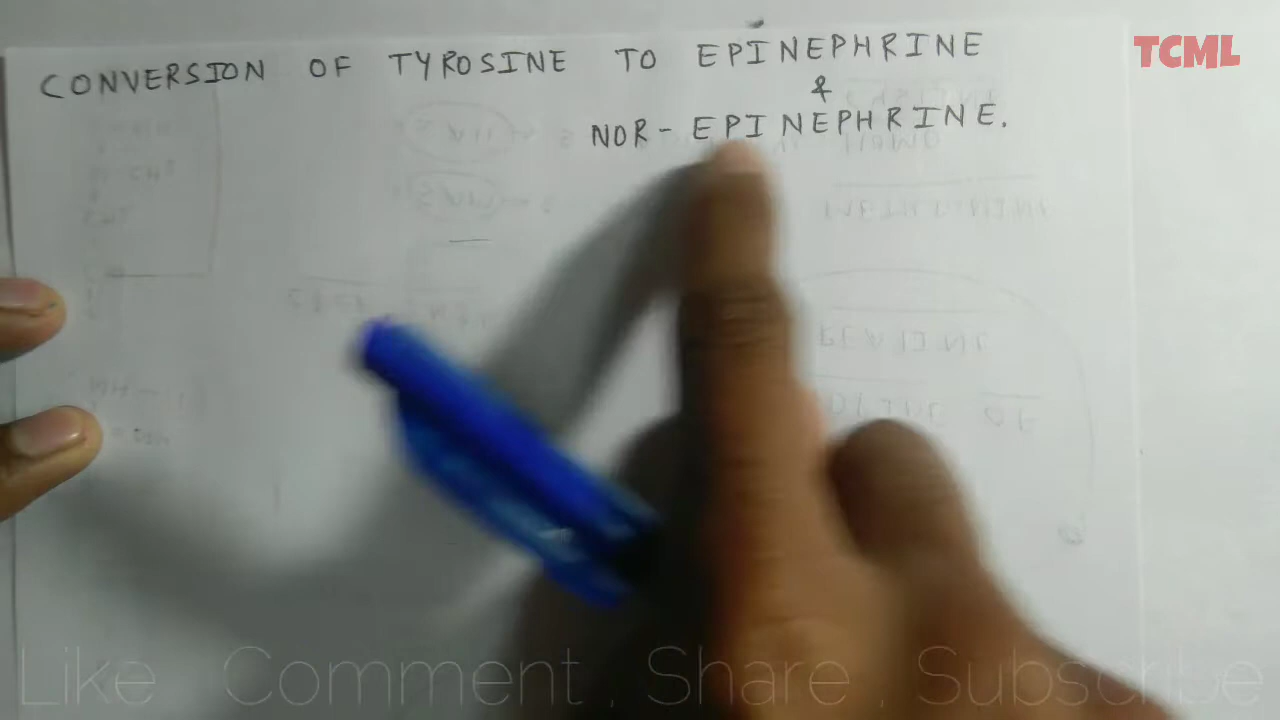 CONVERSION OF TYROSINE TO EPINEPHRINE
&
NOR-EPINEPHRINE.
TCML
Like . Comment . Share . Subscribe